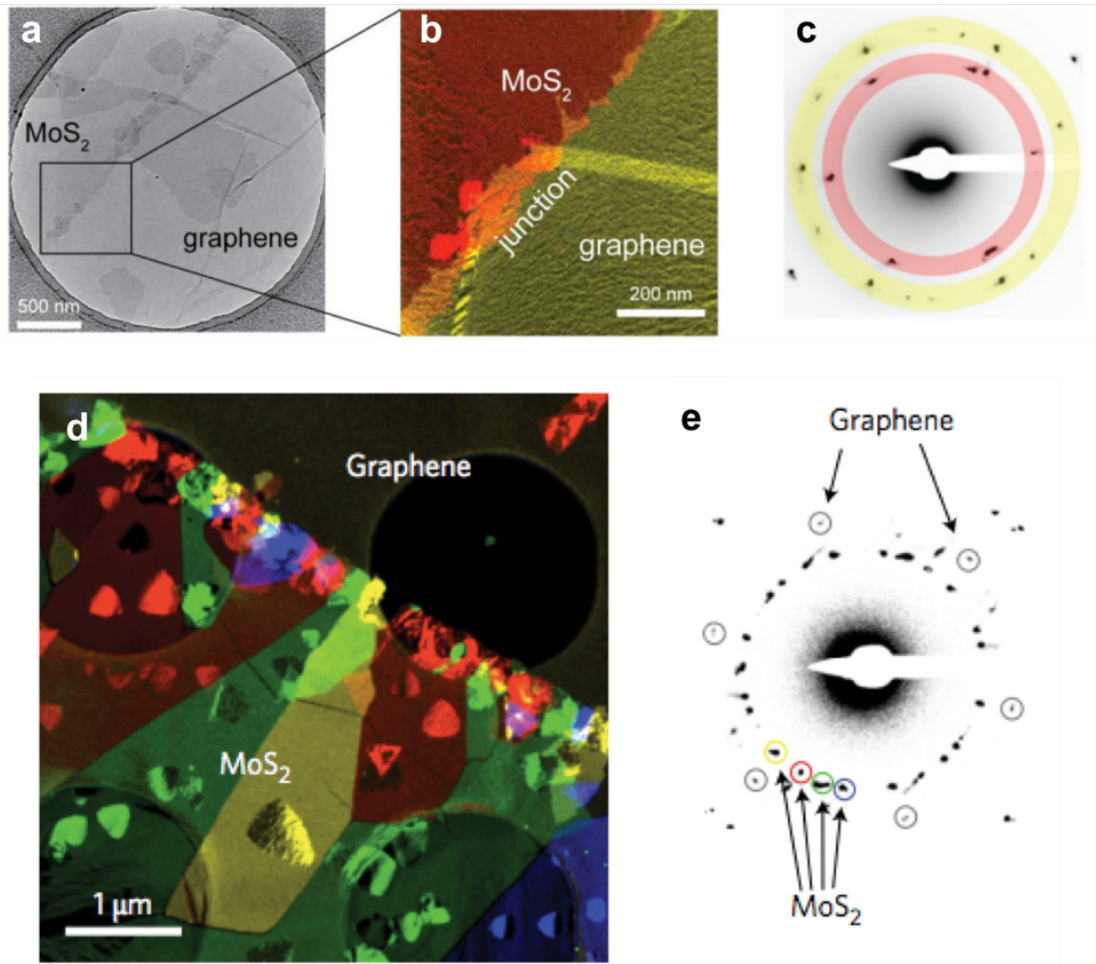 a
MoS2
graphene
500 nm
b
MoS2
junction
graphene
200 nm
c
d
Graphene
MoS2
1 μm
e
Graphene
MoS2